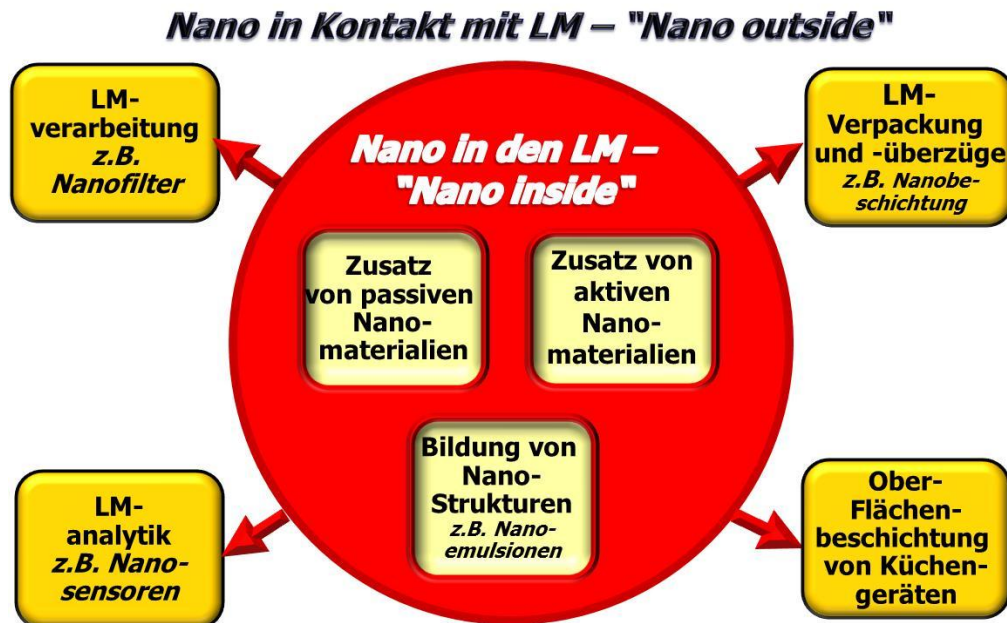 Nano in Kontakt mit LM – "Nano outside"
LM-
verarbeitung
z.B.
Nanofilter
LM-
Verpackung
und -überzüge
z.B. Nanobe-
schichtung
Nano in den LM –
"Nano inside"
Zusatz
von passiven
Nano-
materialien
Zusatz von
aktiven
Nano-
materialien
Bildung von
Nano-
Strukturen
z.B. Nano-
emulsionen
LM-
analytik
z.B. Nano-
sensoren
Ober-
Flächen-
beschichtung
von Küchen-
geräten